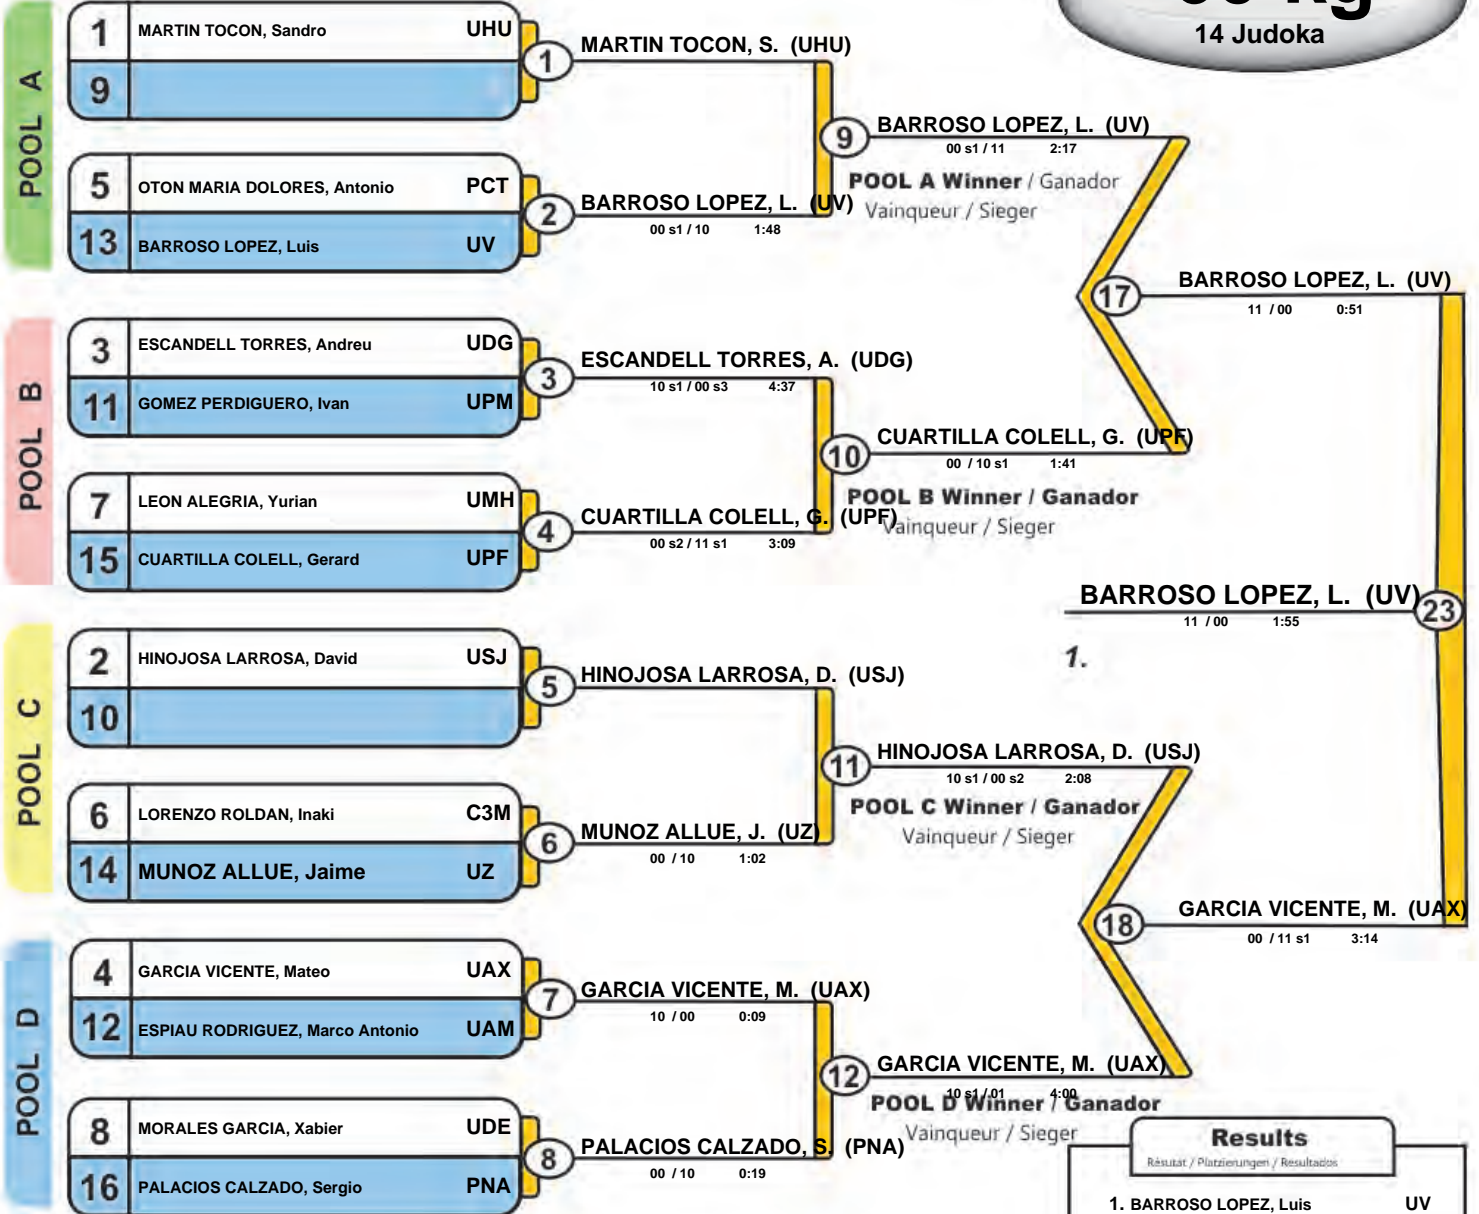 14 Judoka
POOL A
1 MARTIN TOCON, Sandro UHU
9
1
MARTIN TOCON, S. (UHU)
5 OTON MARIA DOLORES, Antonio PCT
13 BARROSO LOPEZ, Luis UV
2
BARROSO LOPEZ, L. (UV)
00 s1 / 10 1:48
9
BARROSO LOPEZ, L. (UV)
00 s1 / 11 2:17
POOL A Winner / Ganador
Vainqueur / Sieger
POOL B
3 ESCANDELL TORRES, Andreu UDG
11 GOMEZ PERDIGUERO, Ivan UPM
3
ESCANDELL TORRES, A. (UDG)
10 s1 / 00 s3 4:37
7 LEON ALEGRIA, Yurian UMH
15 CUARTILLA COLELL, Gerard UPF
4
CUARTILLA COLELL, G. (UPF)
00 s2 / 11 s1 3:09
10
CUARTILLA COLELL, G. (UPF)
00 / 10 s1 1:41
POOL B Winner / Ganador
Vainqueur / Sieger
17
BARROSO LOPEZ, L. (UV)
11 / 00 0:51
BARROSO LOPEZ, L. (UV)
23
11 / 00 1:55
1.
POOL C
2 HINOJOSA LARROSA, David USJ
10
5
HINOJOSA LARROSA, D. (USJ)
6 LORENZO ROLDAN, Inaki C3M
14 MUNOZ ALLUE, Jaime UZ
6
MUNOZ ALLUE, J. (UZ)
00 / 10 1:02
11
HINOJOSA LARROSA, D. (USJ)
10 s1 / 00 s2 2:08
POOL C Winner / Ganador
Vainqueur / Sieger
POOL D
4 GARCIA VICENTE, Mateo UAX
12 ESPIAU RODRIGUEZ, Marco Antonio UAM
7
GARCIA VICENTE, M. (UAX)
10 / 00 0:09
8 MORALES GARCIA, Xabier UDE
16 PALACIOS CALZADO, Sergio PNA
8
PALACIOS CALZADO, S. (PNA)
00 / 10 0:19
12
GARCIA VICENTE, M. (UAX)
10 s1 / 01 4:00
POOL D Winner / Ganador
Vainqueur / Sieger
18
GARCIA VICENTE, M. (UAX)
00 / 11 s1 3:14
Results
Résutat / Platzierungen / Resultados
1. BARROSO LOPEZ, Luis UV